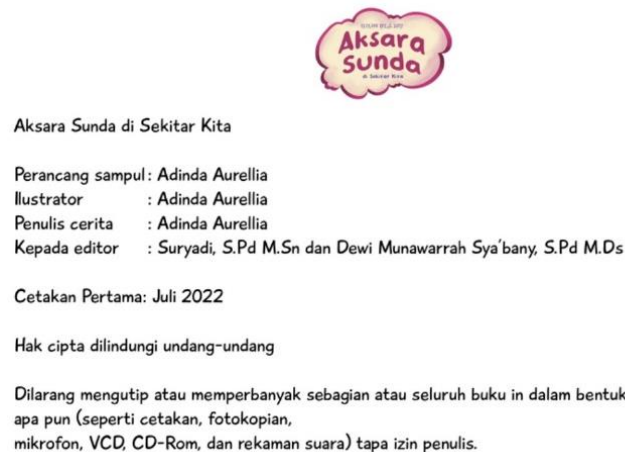 Aksara
Sunda
di Sekitar Kita
Aksara Sunda di Sekitar Kita
Perancang sampul: Adinda Aurellia
Ilustrator : Adinda Aurellia
Penulis cerita : Adinda Aurellia
Kepada editor : Suryadi, S.Pd M.Sn dan Dewi Munawarrah Sya'bany, S.Pd M.Ds
Cetakan Pertama: Juli 2022
Hak cipta dilindungi undang-undang
Dilarang mengutip atau memperbanyak sebagian atau seluruh buku in dalam bentuk
apa pun (seperti cetakan, fotokopian,
mikrofon, VCD, CD-Rom, dan rekaman suara) tapa izin penulis.